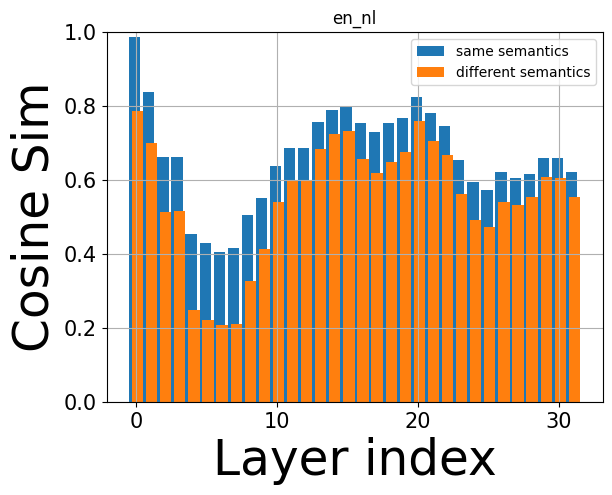 en_nl
same semantics
different semantics
Cosine Sim
1.0
0.8
0.6
0.4
0.2
0.0
0 10 20 30
Layer index